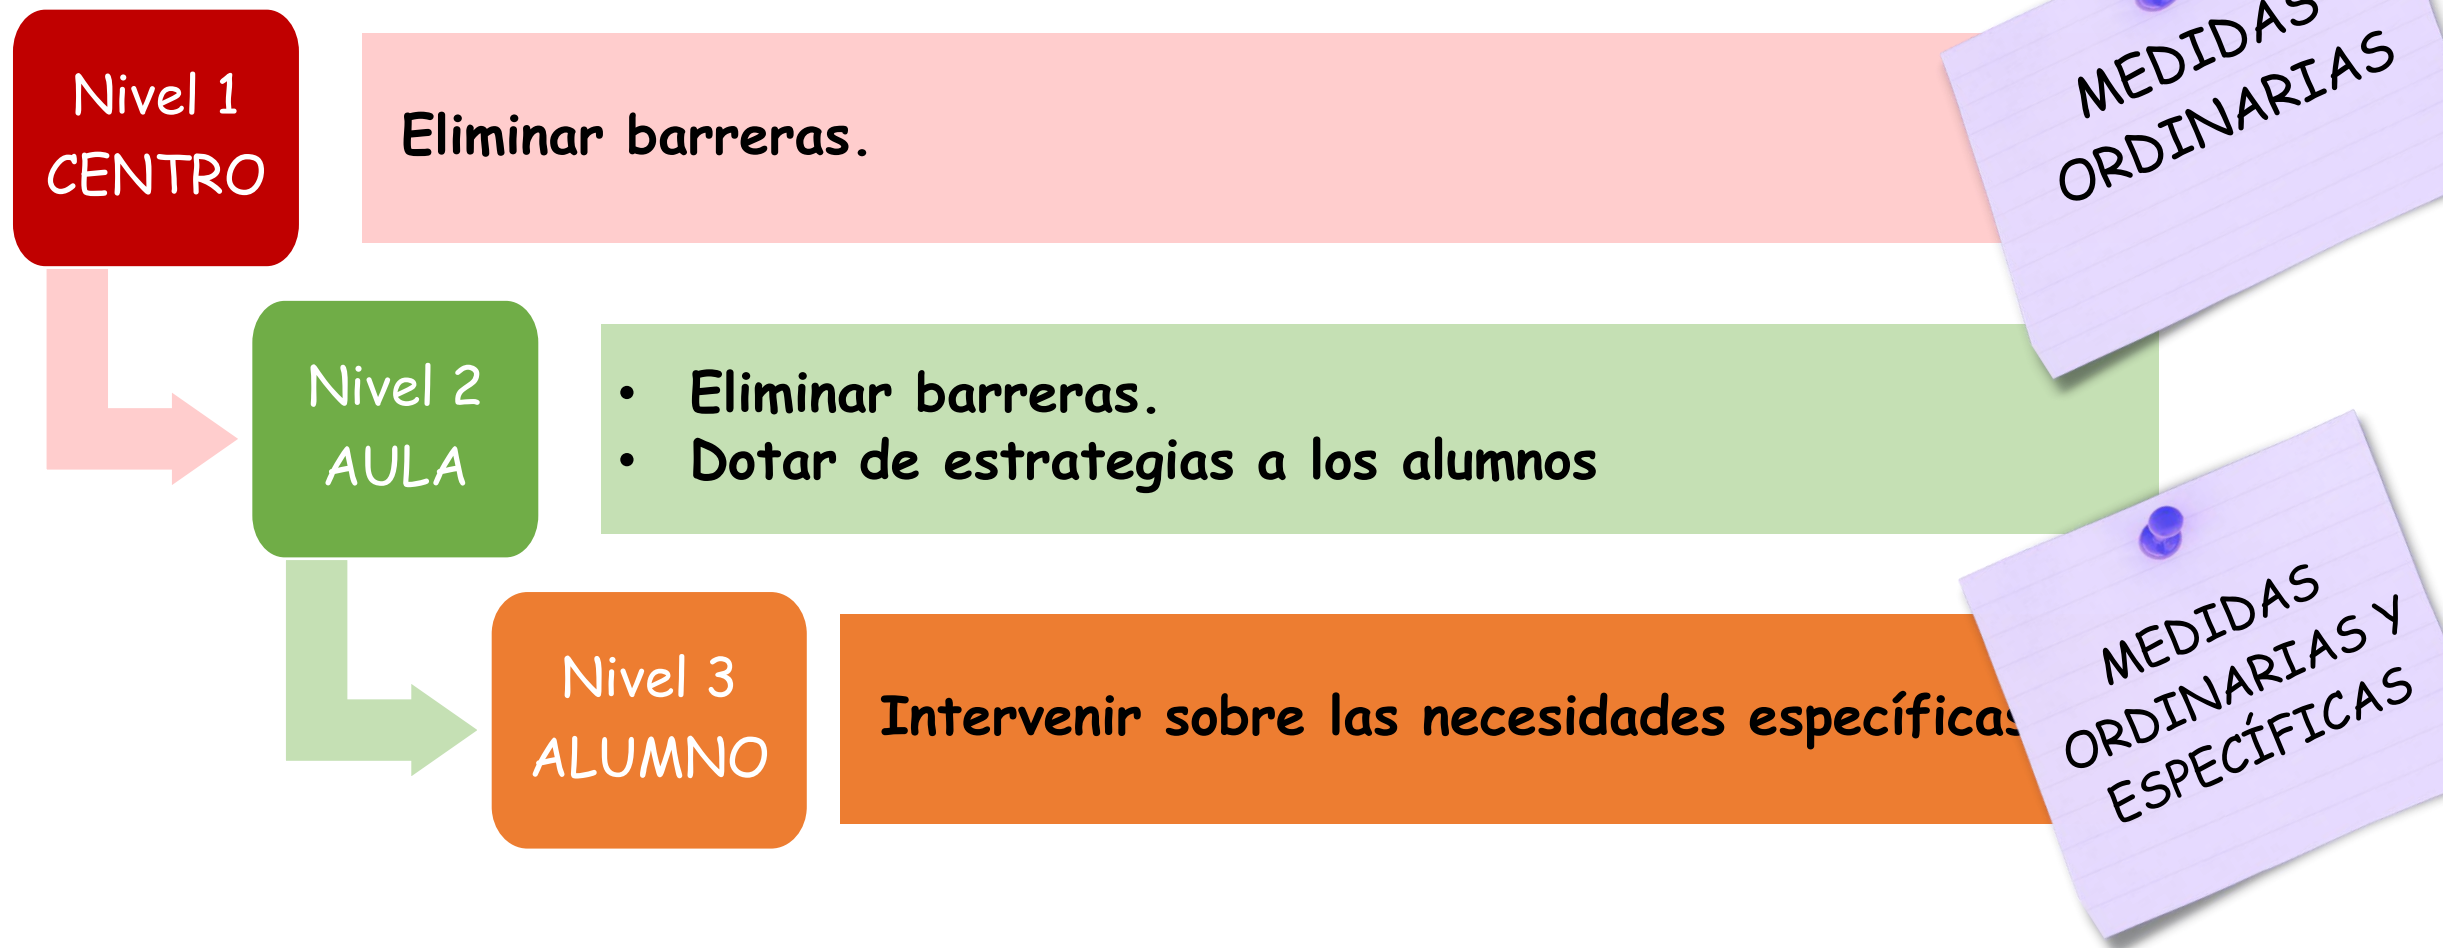 Nivel 1
CENTRO
Eliminar barreras.
MEDIDAS
ORDINARIAS
Nivel 2
AULA
• Eliminar barreras.
• Dotar de estrategias a los alumnos
Nivel 3
ALUMNO
Intervenir sobre las necesidades específicas
MEDIDAS
ORDINARIAS Y
ESPECÍFICAS